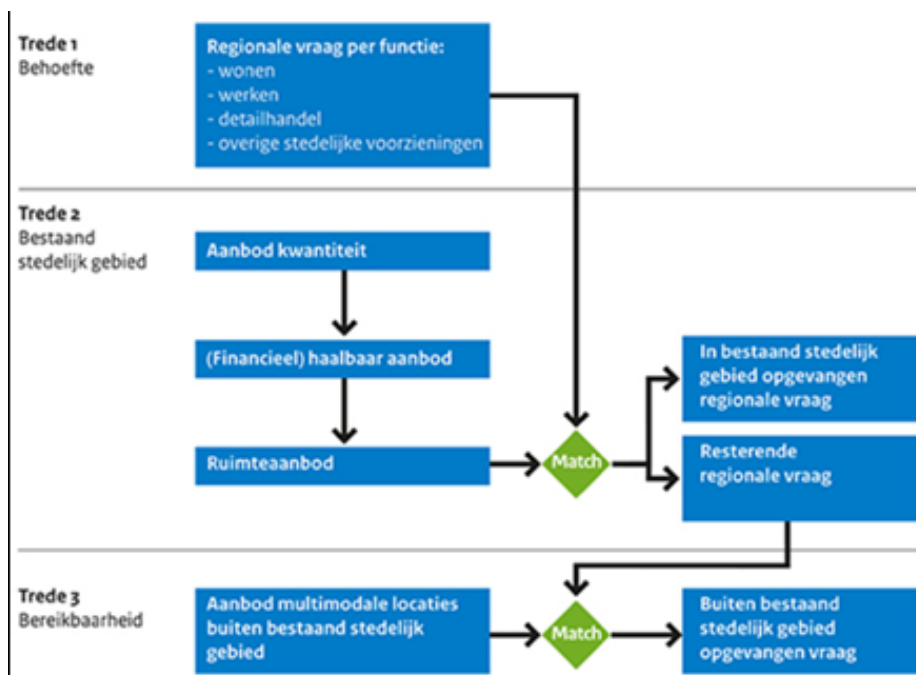 Trede 1
Behoefte
Regionale vraag per functie:
- wonen
- werken
- detailhandel
- overige stedelijke voorzieningen
Trede 2
Bestaand
stedelijk gebied
Aanbod kwantiteit
(Financieel) haalbaar aanbod
Ruimteaanbod
Match
In bestaand stedelijk
gebied opgevangen
regionale vraag
Resterende
regionale vraag
Trede 3
Bereikbaarheid
Aanbod multimodale locaties
buiten bestaand stedelijk
gebied
Match
Buiten bestaand
stedelijk gebied
opgevangen vraag